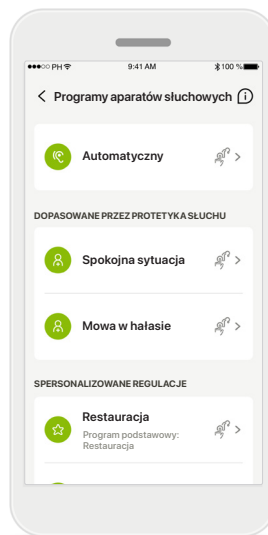 ●●●○○ PH 9:41 AM 100 %
Programy aparatów słuchowych
Automatyczny
DOPASOWANE PRZEZ PROTETYKA SŁUCHU
Spokojna sytuacja
Mowa w hałasie
SPERSONALIZOWANE REGULACJE
Restauracja
Program podstawowy:
Restauracja